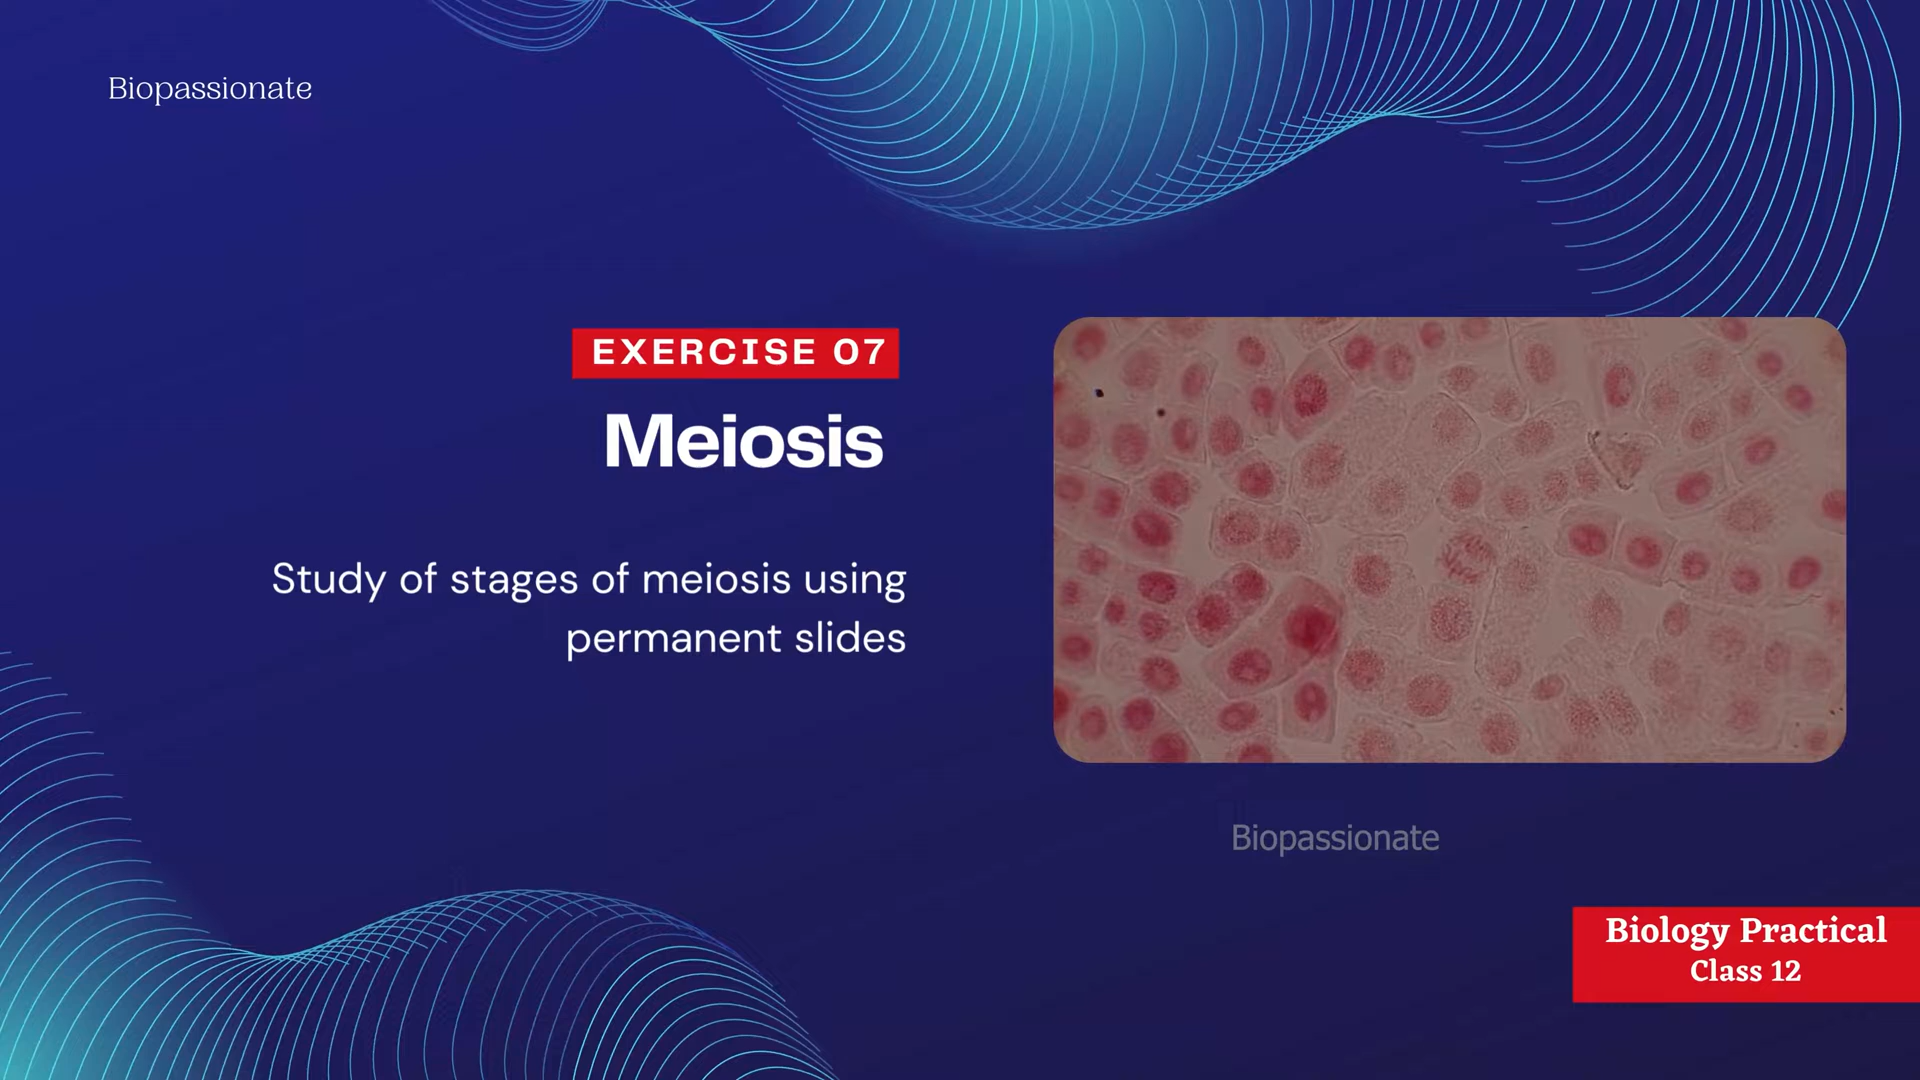 Biopassionate
EXERCISE 07
Meiosis
Study of stages of meiosis using
permanent slides
Biopassionate
Biology Practical
Class 12